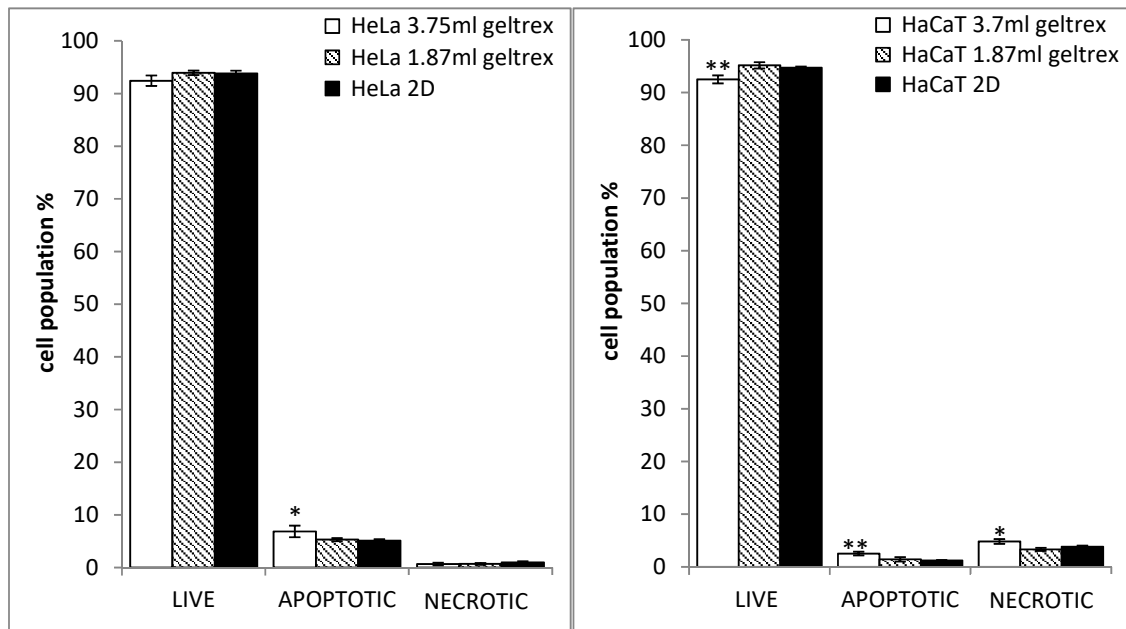 HeLa 3.75ml geltrex
HeLa 1.87ml geltrex
HeLa 2D
100
90
80
70
60
50
40
30
20
10
0
cell population %
*
LIVE APOPTOTIC NECROTIC
HaCaT 3.7ml geltrex
HaCaT 1.87ml geltrex
HaCaT 2D
100
90
80
70
60
50
40
30
20
10
0
cell population %
**
**
*
LIVE APOPTOTIC NECROTIC